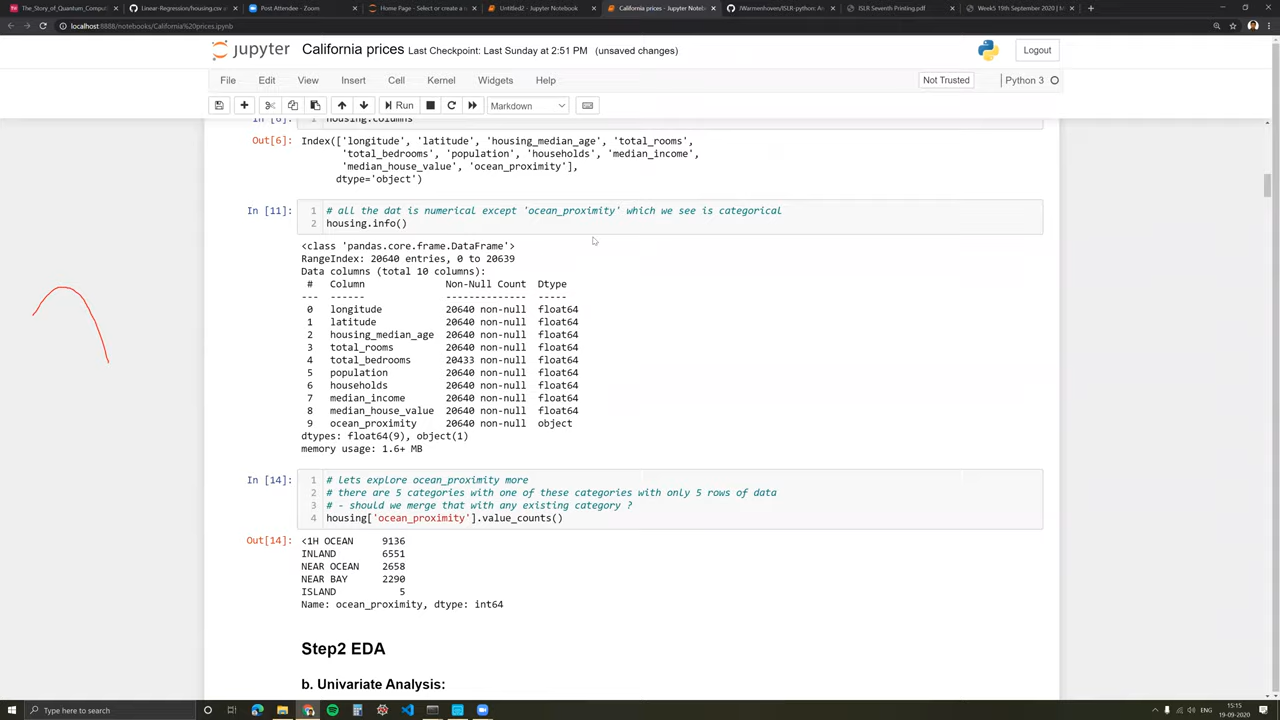 The_Story_of_Quantum_Comput
Linear-Regression/housing.csv
Post Attendee - Zoom
Home Page - Select or create a
Untitled2 - Jupyter Notebook
California prices - Jupyter Noteb
JWarmenhoven/ISLR-python: An
ISLR Seventh Printing.pdf
Week5 19th September 2020 |
localhost:8888/notebooks/California%20prices.ipynb
jupyter California prices Last Checkpoint: Last Sunday at 2:51 PM (unsaved changes)
Logout
File Edit View Insert Cell Kernel Widgets Help
Not Trusted
Python 3
Run
Markdown
In [6]: 1 housing.columns
Out[6]: Index(['longitude', 'latitude', 'housing_median_age', 'total_rooms',
'total_bedrooms', 'population', 'households', 'median_income',
'median_house_value', 'ocean_proximity'],
dtype='object')
In [11]: 1 # all the dat is numerical except 'ocean_proximity' which we see is categorical
2 housing.info()
<class 'pandas.core.frame.DataFrame'>
RangeIndex: 20640 entries, 0 to 20639
Data columns (total 10 columns):
# Column Non-Null Count Dtype
--- ------ -------------- -----
0 longitude 20640 non-null float64
1 latitude 20640 non-null float64
2 housing_median_age 20640 non-null float64
3 total_rooms 20640 non-null float64
4 total_bedrooms 20433 non-null float64
5 population 20640 non-null float64
6 households 20640 non-null float64
7 median_income 20640 non-null float64
8 median_house_value 20640 non-null float64
9 ocean_proximity 20640 non-null object
dtypes: float64(9), object(1)
memory usage: 1.6+ MB
In [14]: 1 # lets explore ocean_proximity more
2 # there are 5 categories with one of these categories with only 5 rows of data
3 # - should we merge that with any existing category ?
4 housing['ocean_proximity'].value_counts()
Out[14]: <1H OCEAN 9136
INLAND 6551
NEAR OCEAN 2658
NEAR BAY 2290
ISLAND 5
Name: ocean_proximity, dtype: int64
Step2 EDA
b. Univariate Analysis:
Type here to search
ENG
15:15
19-09-2020